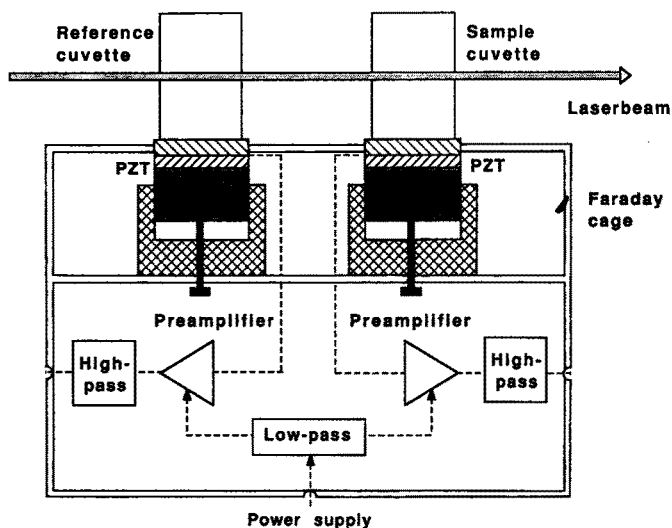 Reference
cuvette
Sample
cuvette
Laserbeam
PZT
PZT
Faraday
cage
Preamplifier
Preamplifier
High-
pass
High-
pass
Low-pass
Power supply